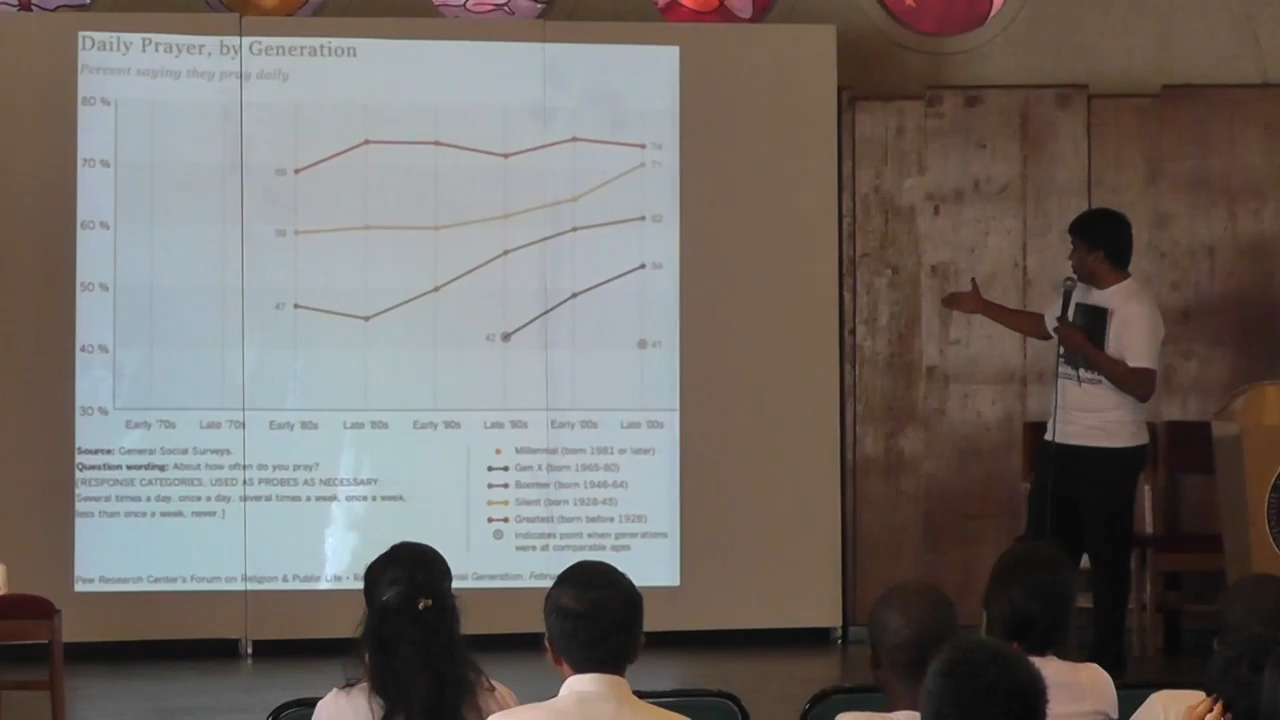 Daily Prayer, by Generation
Percent saying they pray daily
80 %
70 %
60 %
50 %
40 %
30 %
69
59
47
42
74
71
62
54
41
Early '70s Late '70s Early '80s Late '80s Early '90s Late '90s Early '00s Late '00s
Source: General Social Surveys.
Question wording: About how often do you pray?
[RESPONSE CATEGORIES, USED AS PROBES AS NECESSARY:
Several times a day, once a day, several times a week, once a week,
less than once a week, never.]
Millennial (born 1981 or later)
Gen X (born 1965-80)
Boomer (born 1946-64)
Silent (born 1928-45)
Greatest (born before 1928)
Indicates point when generations
were at comparable ages
Pew Research Center's Forum on Religion & Public Life • Generation,